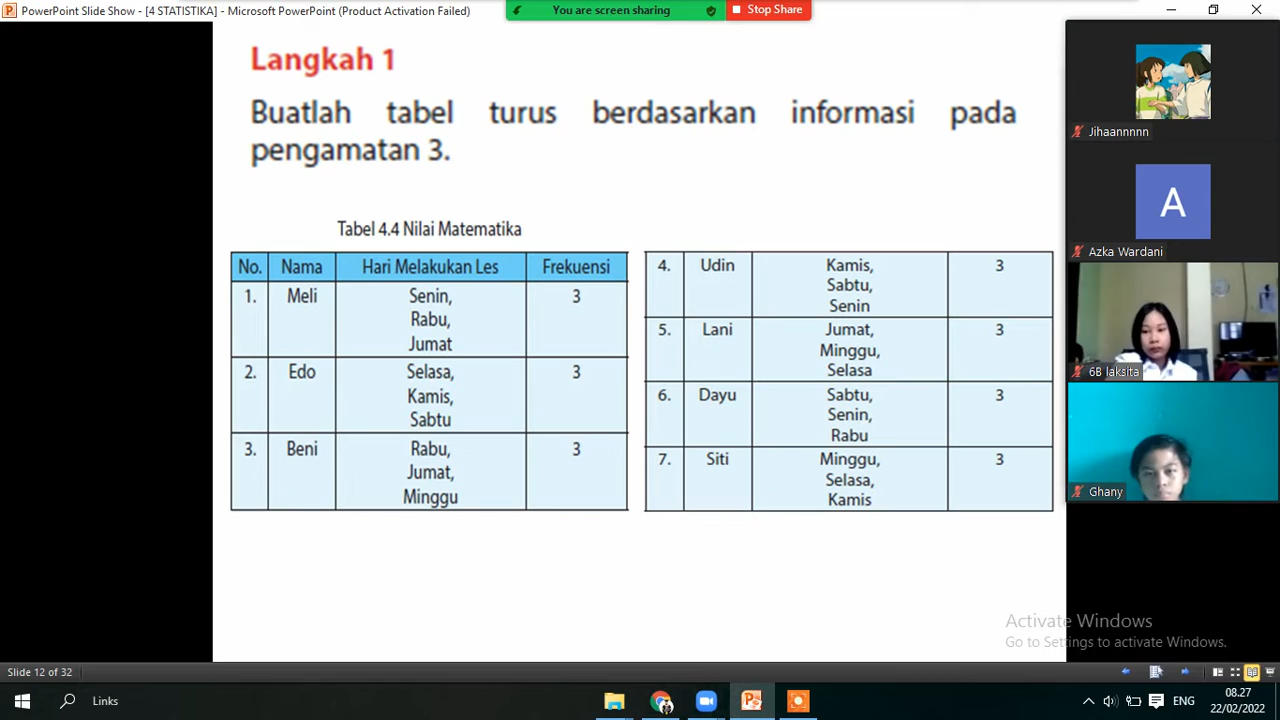 PowerPoint Slide Show - [4 STATISTIKA] - Microsoft PowerPoint (Product Activation Failed)
You are screen sharing
Stop Share
Langkah 1
Buatlah tabel turus berdasarkan informasi pada
pengamatan 3.
Tabel 4.4 Nilai Matematika
No. Nama Hari Melakukan Les Frekuensi
1. Meli Senin, 3
Rabu,
Jumat
2. Edo Selasa, 3
Kamis,
Sabtu
3. Beni Rabu, 3
Jumat,
Minggu
4. Udin Kamis, 3
Sabtu,
Senin
5. Lani Jumat, 3
Minggu,
Selasa
6. Dayu Sabtu, 3
Senin,
Rabu
7. Siti Minggu, 3
Selasa,
Kamis
Jihaannnnn
A
Azka Wardani
6B laksita
Ghany
Activate Windows
Go to Settings to activate Windows.
Slide 12 of 32
Links
ENG
08.27
22/02/2022